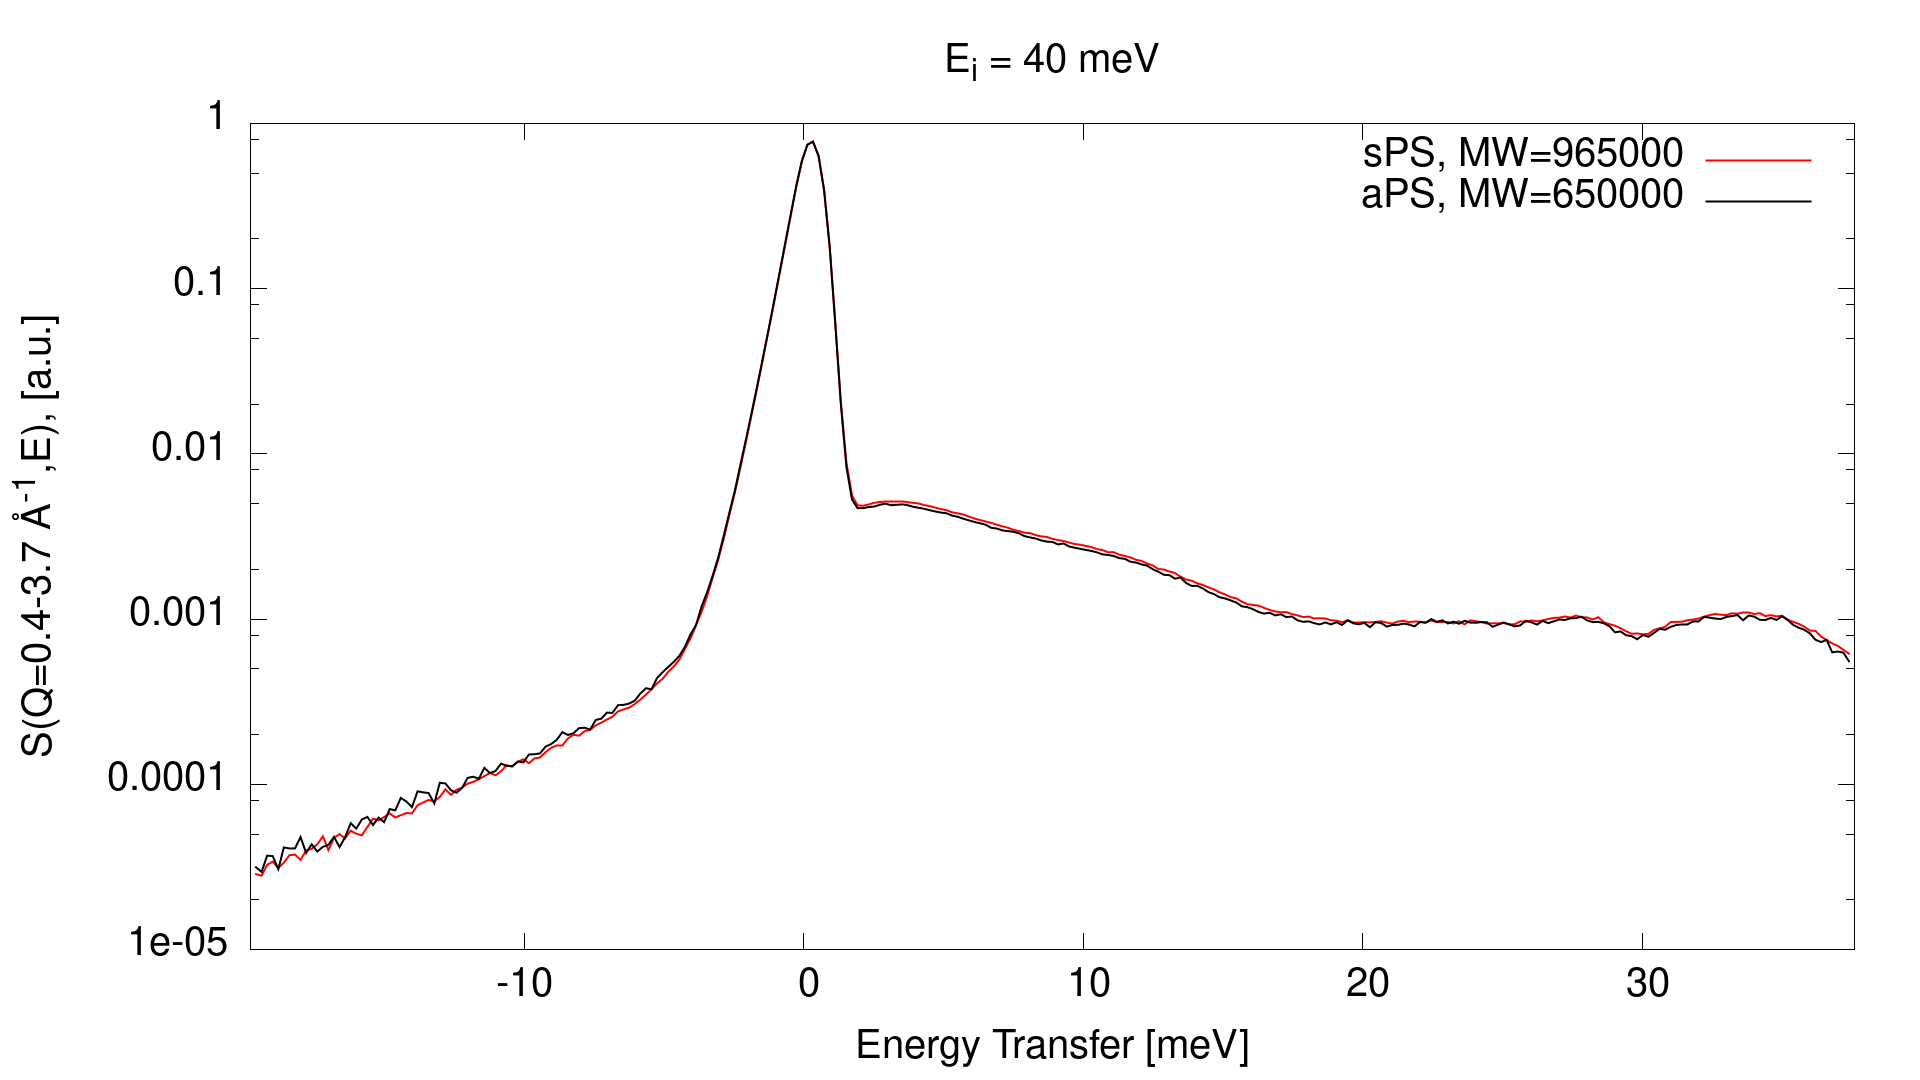 E_i = 40 meV
sPS, MW=965000
aPS, MW=650000
1
0.1
0.01
0.001
0.0001
1e-05
S(Q=0.4-3.7 Å^-1,E), [a.u.]
-10 0 10 20 30
Energy Transfer [meV]